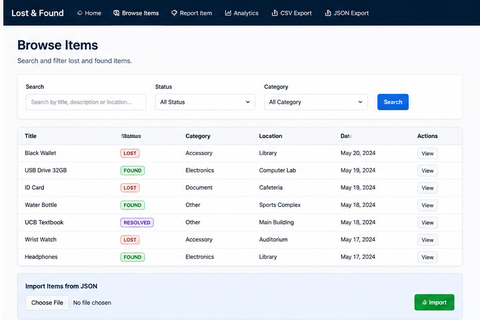 Lost & Found Home Browse Items Report Item Analytics CSV Export JSON Export
Browse Items
Search and filter lost and found items.
Search Status Category
Search by title, description or location... All Status All Category Search
Title Status Category Location Date Actions
Black Wallet LOST Accessory Library May 20, 2024 View
USB Drive 32GB FOUND Electronics Computer Lab May 19, 2024 View
ID Card LOST Document Cafeteria May 19, 2024 View
Water Bottle FOUND Other Sports Complex May 18, 2024 View
UCB Textbook RESOLVED Other Main Building May 18, 2024 View
Wrist Watch LOST Accessory Auditorium May 17, 2024 View
Headphones FOUND Electronics Library May 17, 2024 View
Import Items from JSON
Choose File No file chosen Import